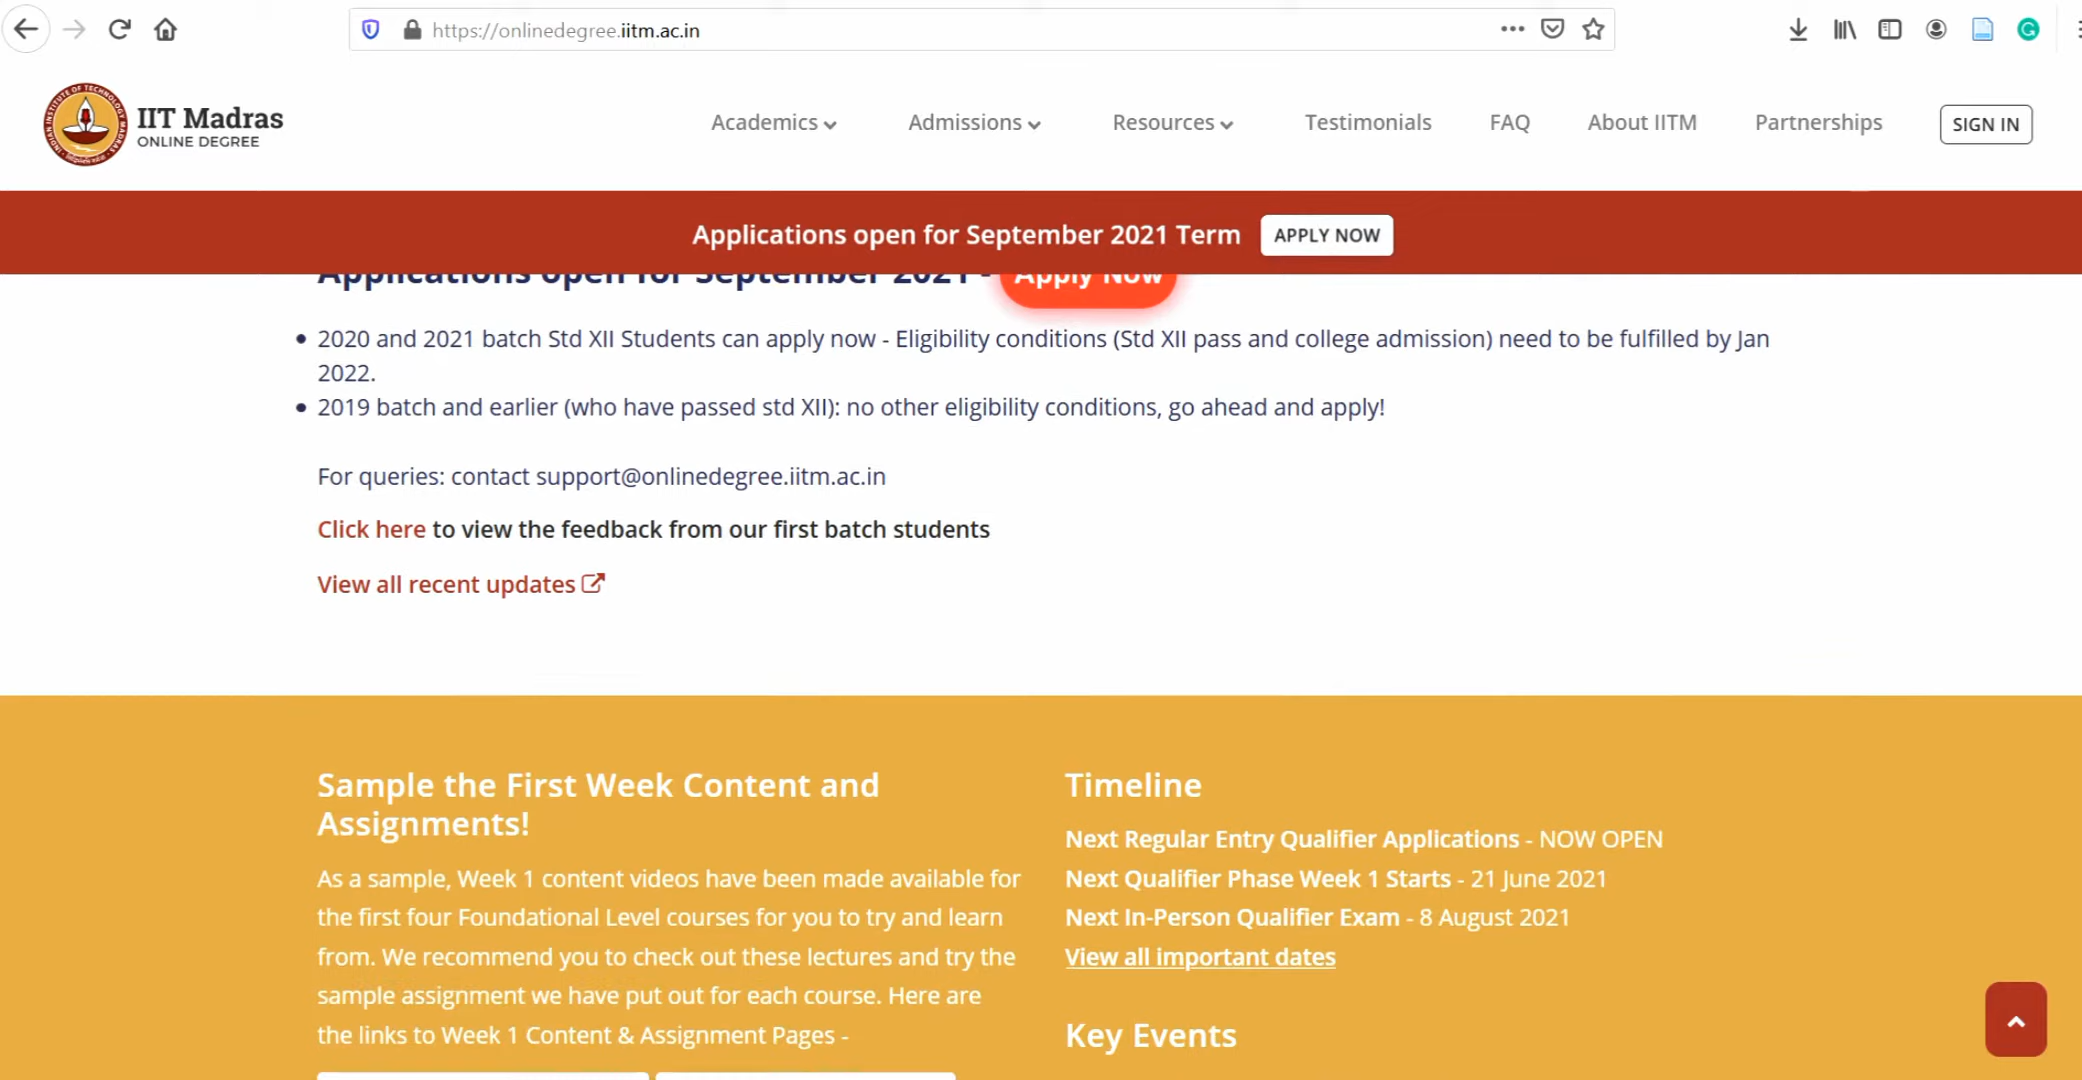 https://onlinedegree.iitm.ac.in
IIT Madras
ONLINE DEGREE
Academics
Admissions
Resources
Testimonials
FAQ
About IITM
Partnerships
SIGN IN
Applications open for September 2021 Term
APPLY NOW
Applications open for September 2021 - Apply Now
2020 and 2021 batch Std XII Students can apply now - Eligibility conditions (Std XII pass and college admission) need to be fulfilled by Jan
2022.
2019 batch and earlier (who have passed std XII): no other eligibility conditions, go ahead and apply!
For queries: contact support@onlinedegree.iitm.ac.in
Click here to view the feedback from our first batch students
View all recent updates
Sample the First Week Content and
Assignments!
As a sample, Week 1 content videos have been made available for
the first four Foundational Level courses for you to try and learn
from. We recommend you to check out these lectures and try the
sample assignment we have put out for each course. Here are
the links to Week 1 Content & Assignment Pages -
Timeline
Next Regular Entry Qualifier Applications - NOW OPEN
Next Qualifier Phase Week 1 Starts - 21 June 2021
Next In-Person Qualifier Exam - 8 August 2021
View all important dates
Key Events